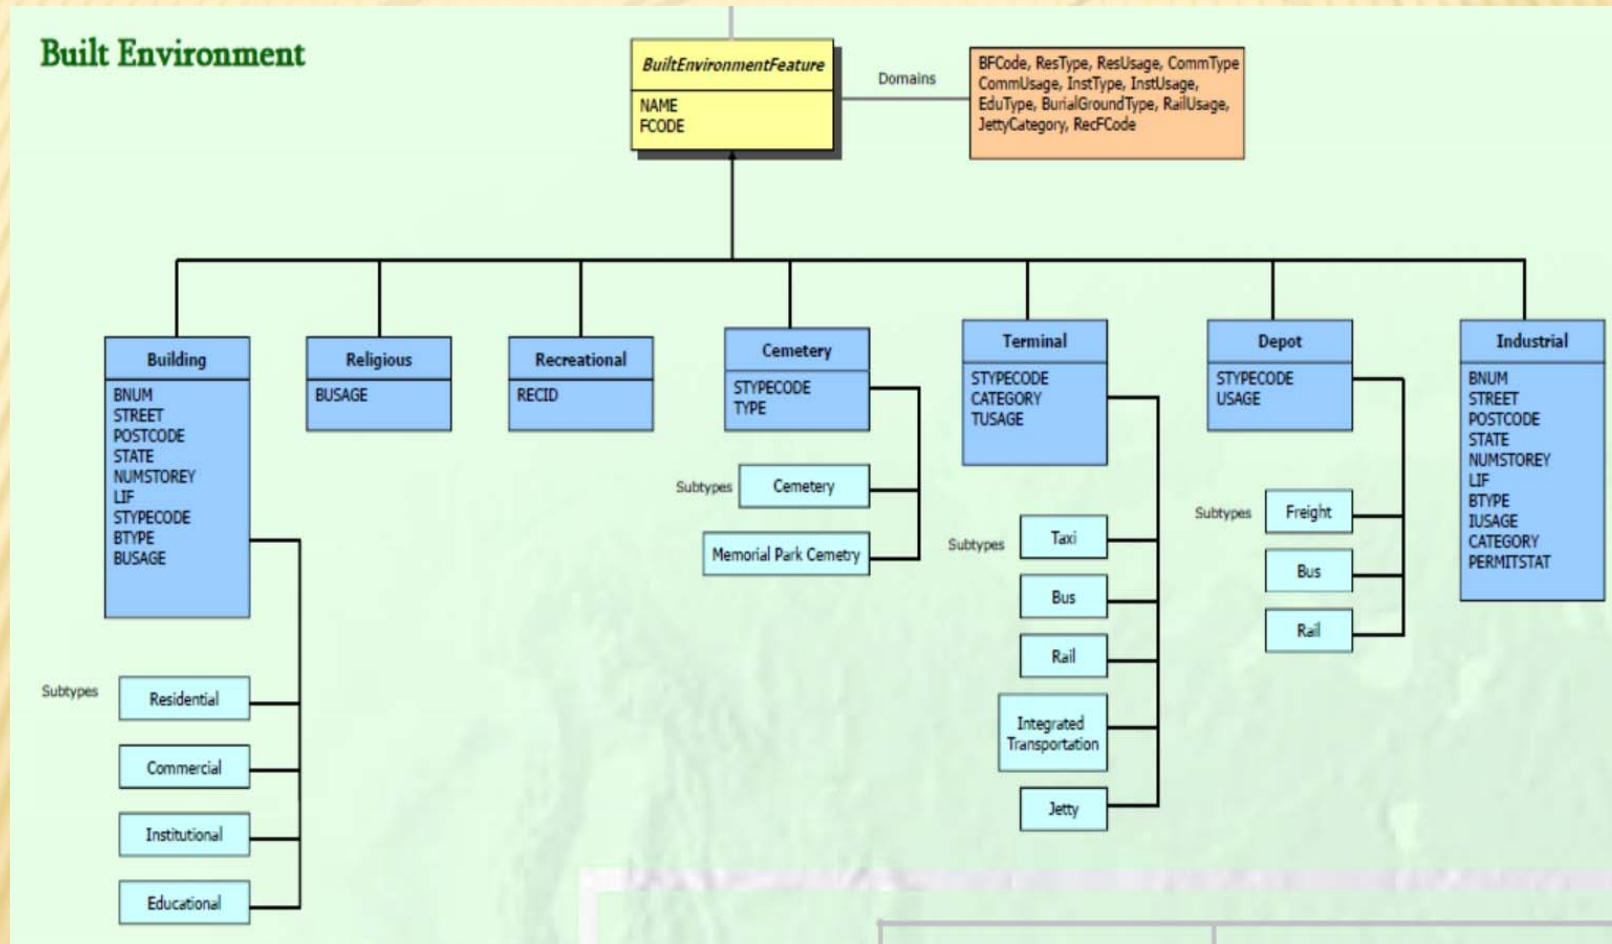 Built Environment
BuiltEnvironmentFeature
NAME
FCODE
Domains
BFCode, ResType, ResUsage, CommType
CommUsage, InstType, InstUsage,
EduType, BurialGroundType, RailUsage,
JettyCategory, RecFCode
Building
BNUM
STREET
POSTCODE
STATE
NUMSTOREY
LIF
STYPECODE
BTYPE
BUSAGE
Subtypes
Residential
Commercial
Institutional
Educational
Religious
BUSAGE
Recreational
RECID
Cemetery
STYPECODE
TYPE
Subtypes
Cemetery
Memorial Park Cemetry
Terminal
STYPECODE
CATEGORY
TUSAGE
Subtypes
Taxi
Bus
Rail
Integrated
Transportation
Jetty
Depot
STYPECODE
USAGE
Subtypes
Freight
Bus
Rail
Industrial
BNUM
STREET
POSTCODE
STATE
NUMSTOREY
LIF
BTYPE
IUSAGE
CATEGORY
PERMITSTAT